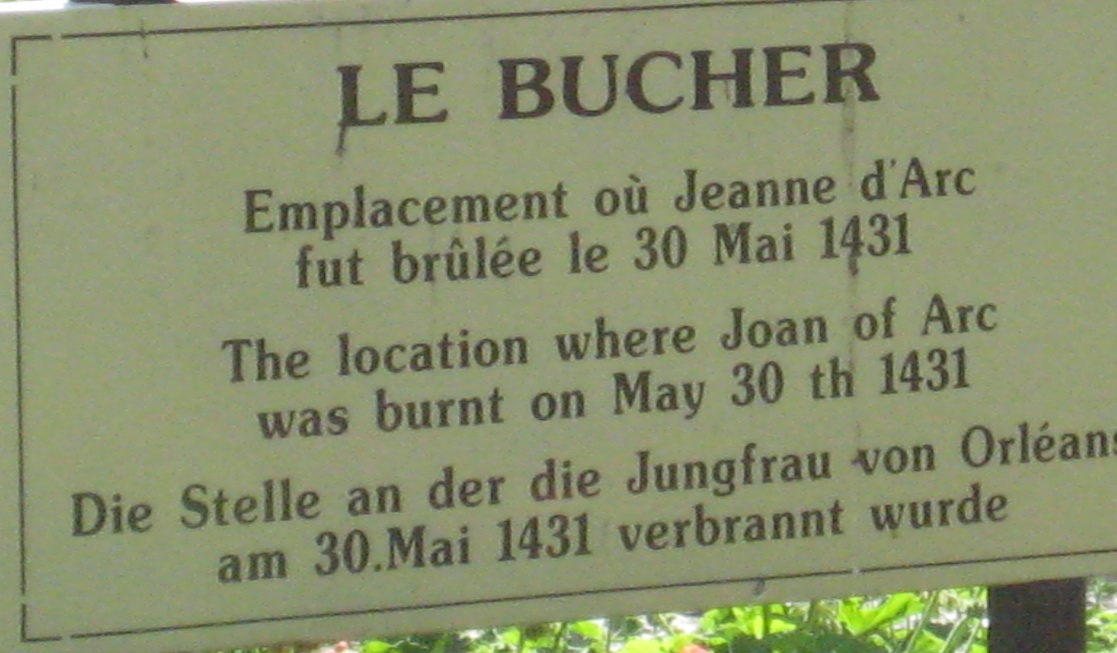 LE BUCHER
Emplacement où Jeanne d'Arc
fut brûlée le 30 Mai 1431
The location where Joan of Arc
was burnt on May 30 th 1431
Die Stelle an der die Jungfrau von Orléans
am 30.Mai 1431 verbrannt wurde